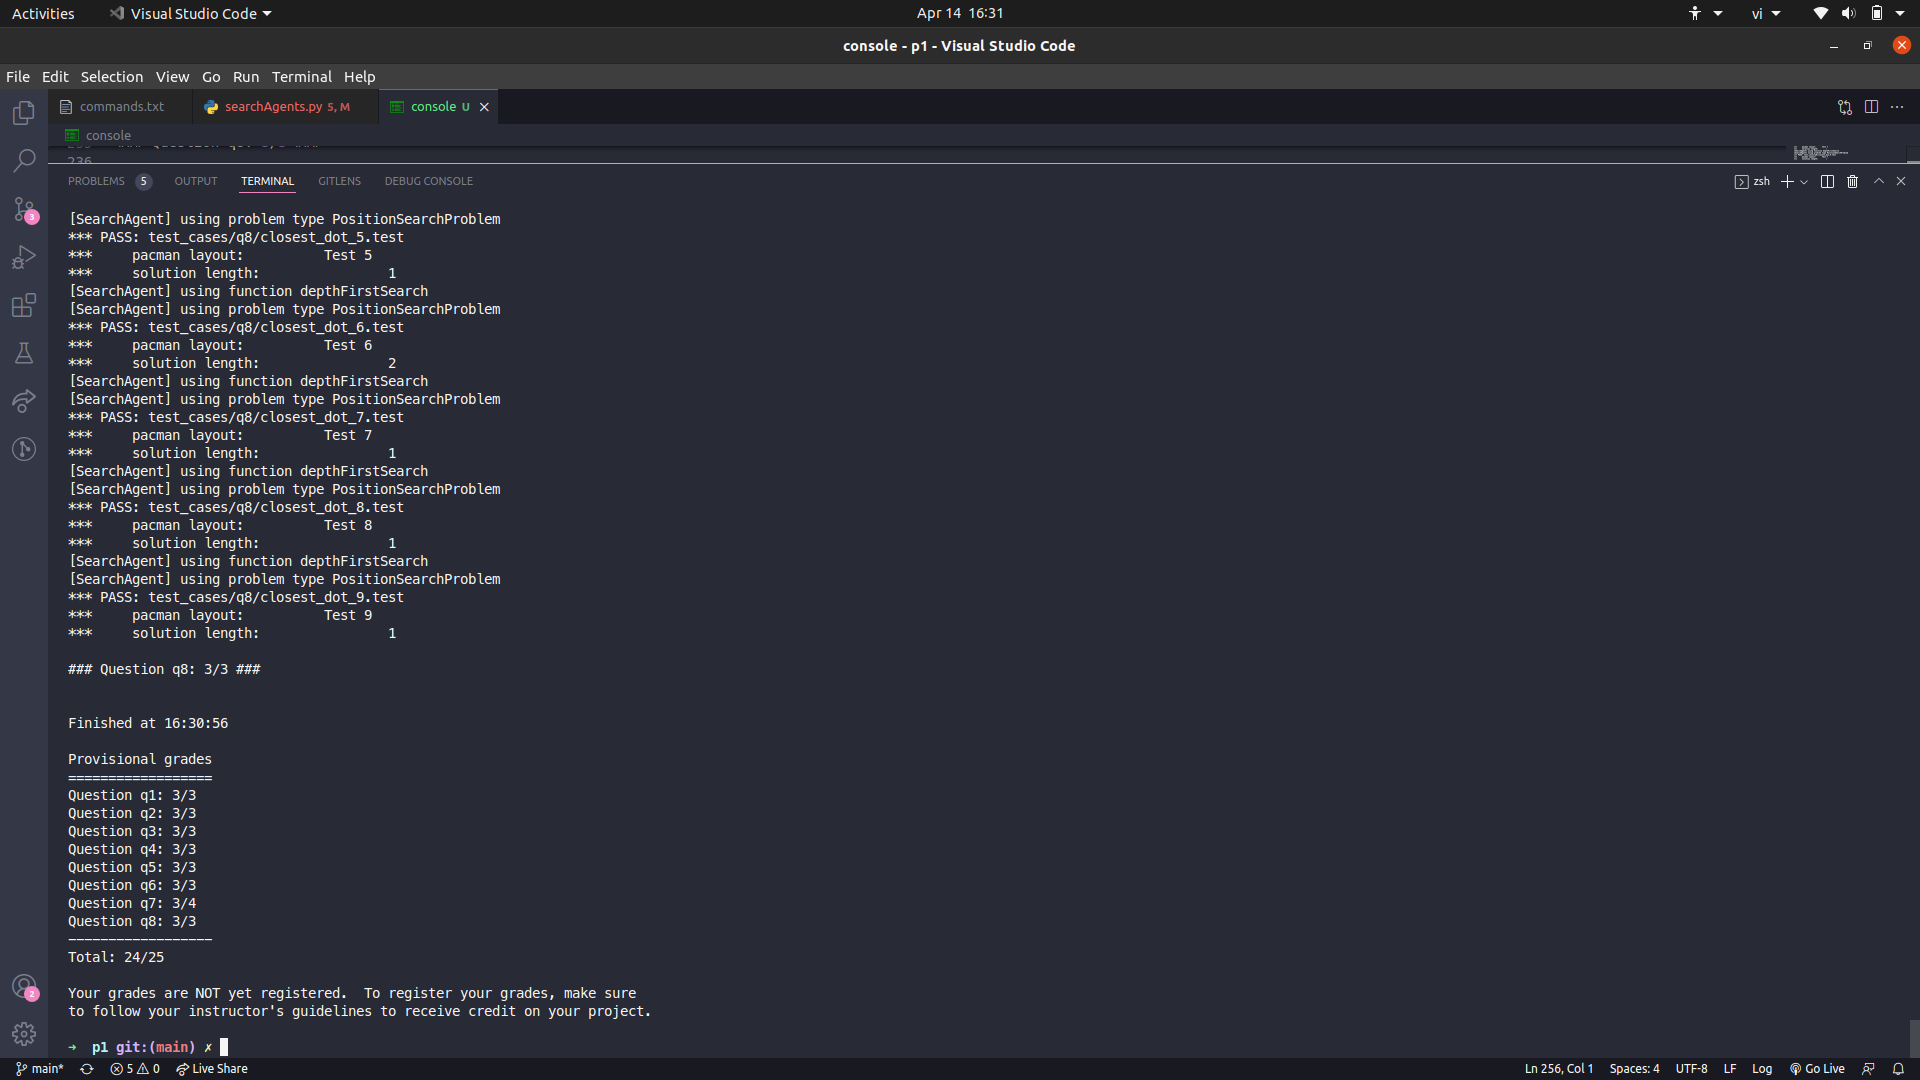 Activities
Visual Studio Code
Apr 14 16:31
vi
console - p1 - Visual Studio Code
File Edit Selection View Go Run Terminal Help
commands.txt
searchAgents.py 5, M
console U
console
236
PROBLEMS 5 OUTPUT TERMINAL GITLENS DEBUG CONSOLE
zsh
[SearchAgent] using problem type PositionSearchProblem
*** PASS: test_cases/q8/closest_dot_5.test
***     pacman layout:          Test 5
***     solution length:                1
[SearchAgent] using function depthFirstSearch
[SearchAgent] using problem type PositionSearchProblem
*** PASS: test_cases/q8/closest_dot_6.test
***     pacman layout:          Test 6
***     solution length:                2
[SearchAgent] using function depthFirstSearch
[SearchAgent] using problem type PositionSearchProblem
*** PASS: test_cases/q8/closest_dot_7.test
***     pacman layout:          Test 7
***     solution length:                1
[SearchAgent] using function depthFirstSearch
[SearchAgent] using problem type PositionSearchProblem
*** PASS: test_cases/q8/closest_dot_8.test
***     pacman layout:          Test 8
***     solution length:                1
[SearchAgent] using function depthFirstSearch
[SearchAgent] using problem type PositionSearchProblem
*** PASS: test_cases/q8/closest_dot_9.test
***     pacman layout:          Test 9
***     solution length:                1
### Question q8: 3/3 ###
Finished at 16:30:56
Provisional grades
==================
Question q1: 3/3
Question q2: 3/3
Question q3: 3/3
Question q4: 3/3
Question q5: 3/3
Question q6: 3/3
Question q7: 3/4
Question q8: 3/3
------------------
Total: 24/25
Your grades are NOT yet registered.  To register your grades, make sure
to follow your instructor's guidelines to receive credit on your project.
➜  p1 git:(main) ✗
3
2
main* 5 0 Live Share
Ln 256, Col 1 Spaces: 4 UTF-8 LF Log Go Live